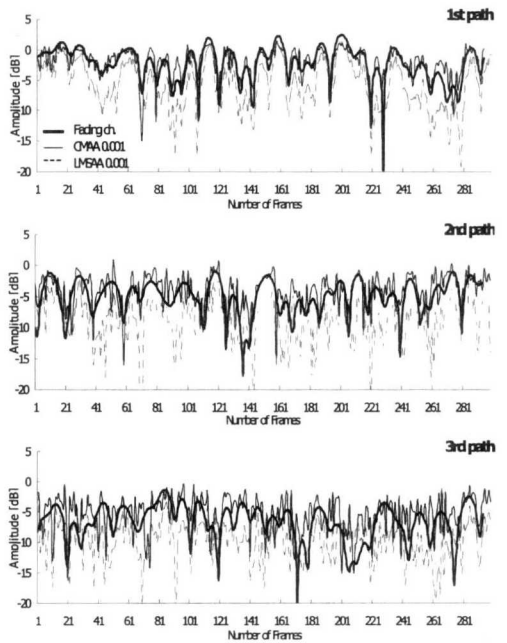 1st path
5
0
-5
-10
-15
-20
Amplitude [dB]
Fading ch.
CMAA 0.001
LMSAA 0.001
1 21 41 61 81 101 121 141 161 181 201 221 241 261 281
Number of Frames
2nd path
5
0
-5
-10
-15
-20
Amplitude [dB]
1 21 41 61 81 101 121 141 161 181 201 221 241 261 281
Number of Frames
3rd path
5
0
-5
-10
-15
-20
Amplitude [dB]
1 21 41 61 81 101 121 141 161 181 201 221 241 261 281
Number of Frames